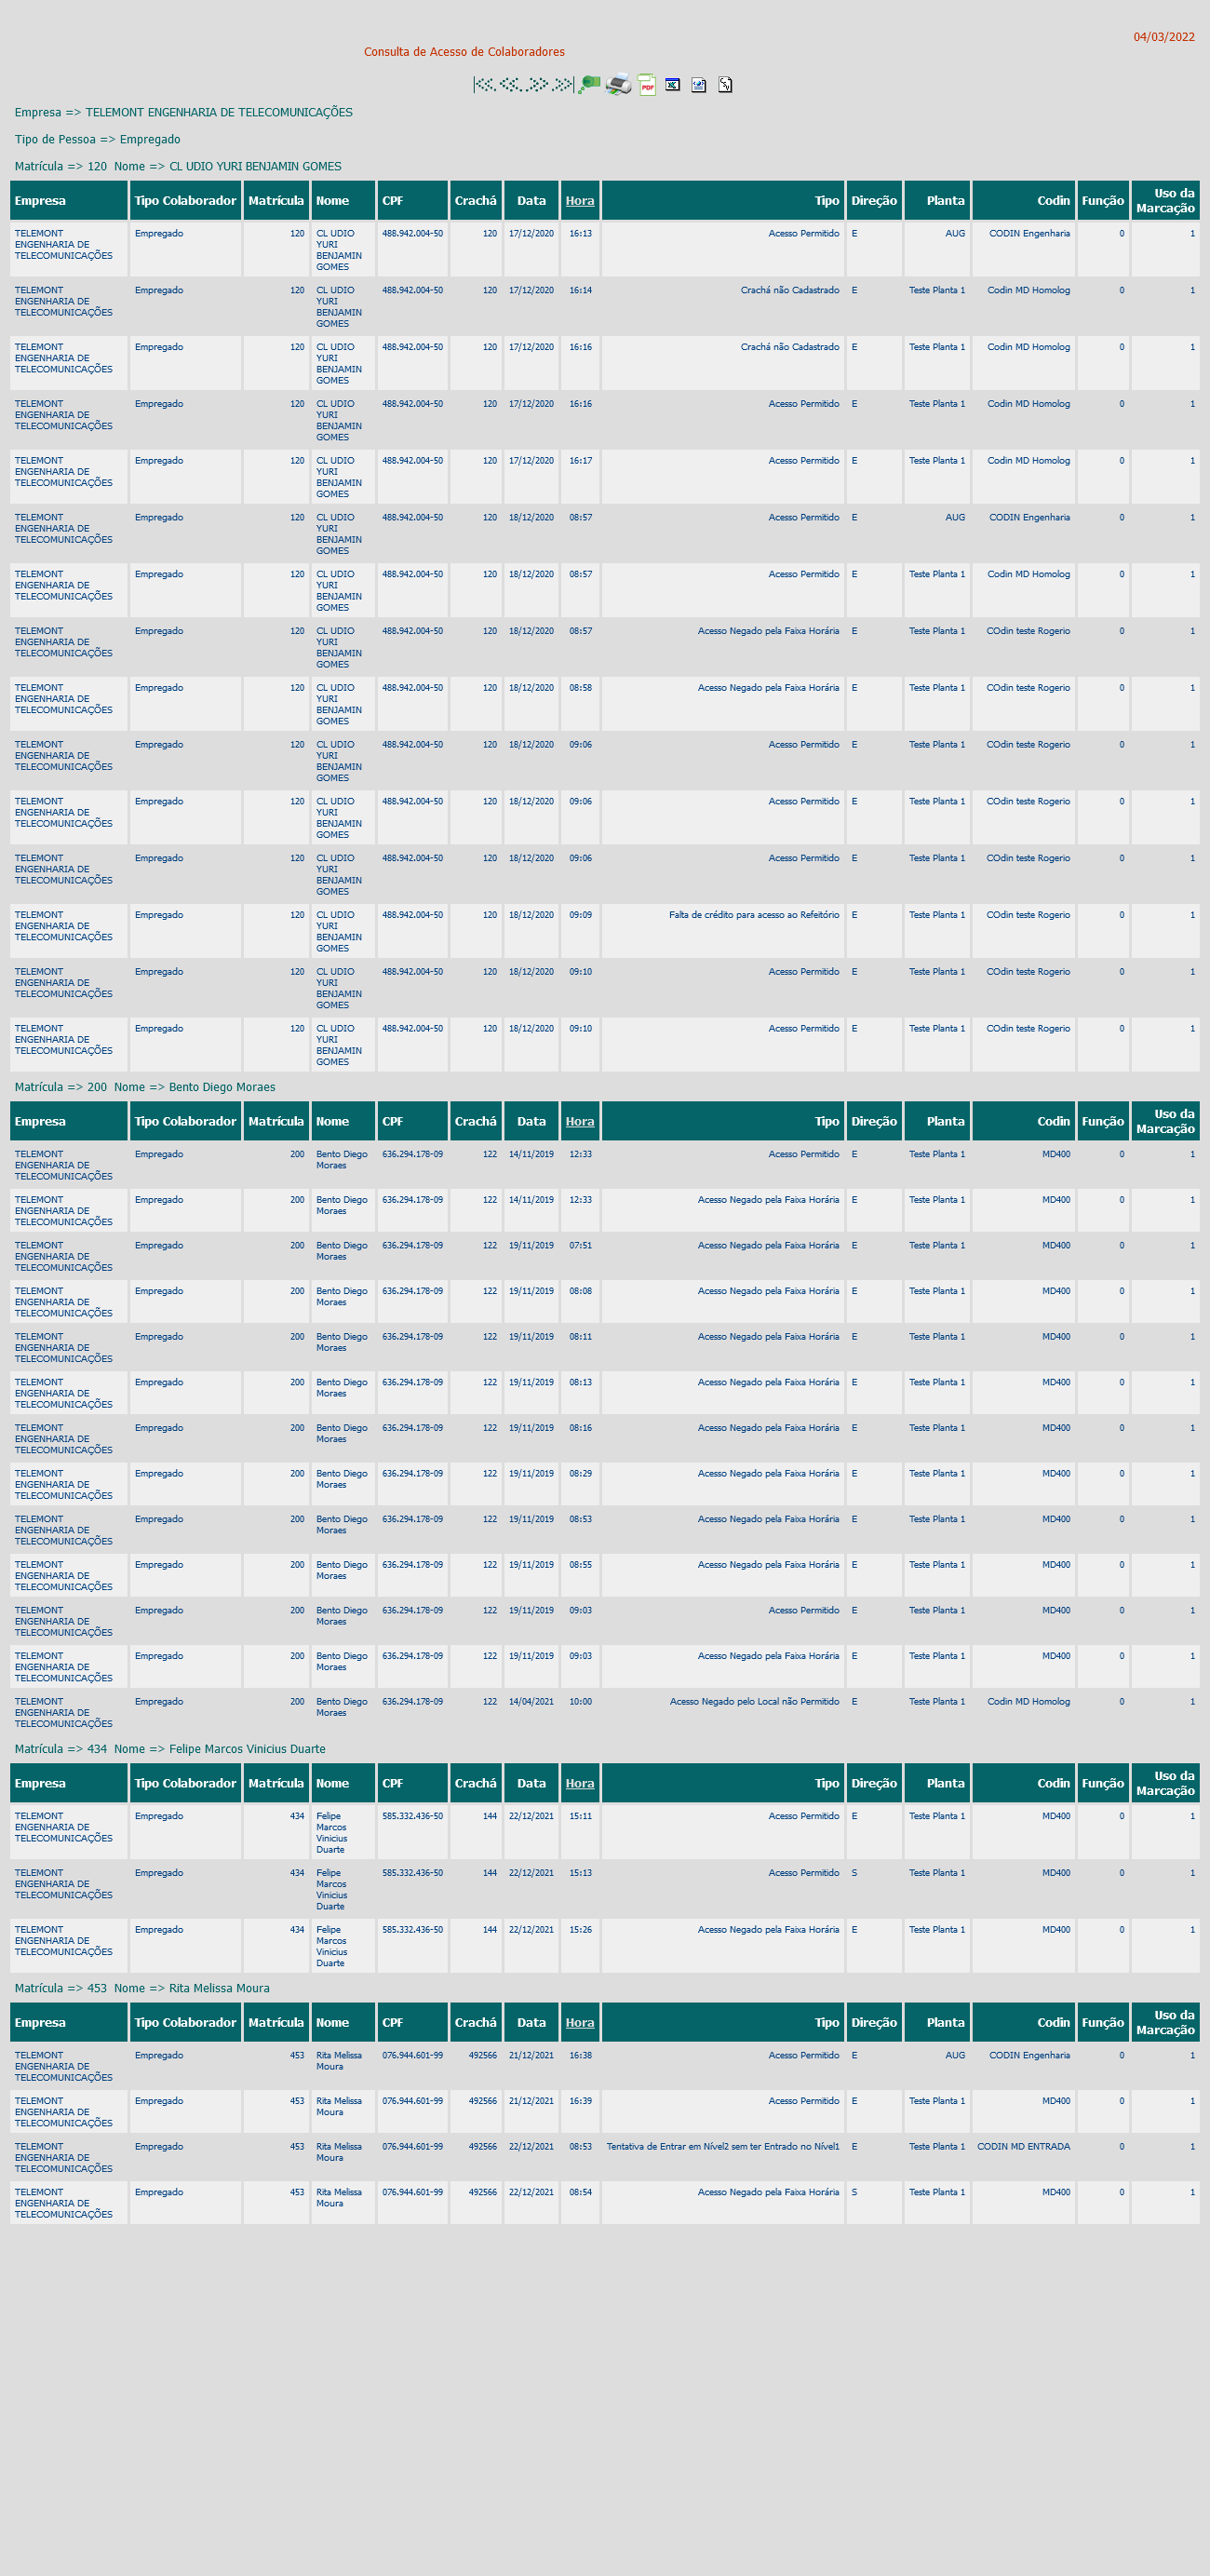 04/03/2022
Consulta de Acesso de Colaboradores
Empresa => TELEMONT ENGENHARIA DE TELECOMUNICAÇÕES
Tipo de Pessoa => Empregado
Matrícula => 120 Nome => CL UDIO YURI BENJAMIN GOMES
Empresa Tipo Colaborador Matrícula Nome CPF Crachá Data Hora Tipo Direção Planta Codin Função Uso da
Marcação
TELEMONT Empregado 120 CL UDIO 488.942.004-50 120 17/12/2020 16:13 Acesso Permitido E AUG CODIN Engenharia 0 1
ENGENHARIA DE YURI
TELECOMUNICAÇÕES BENJAMIN
GOMES
TELEMONT Empregado 120 CL UDIO 488.942.004-50 120 17/12/2020 16:14 Crachá não Cadastrado E Teste Planta 1 Codin MD Homolog 0 1
ENGENHARIA DE YURI
TELECOMUNICAÇÕES BENJAMIN
GOMES
TELEMONT Empregado 120 CL UDIO 488.942.004-50 120 17/12/2020 16:16 Crachá não Cadastrado E Teste Planta 1 Codin MD Homolog 0 1
ENGENHARIA DE YURI
TELECOMUNICAÇÕES BENJAMIN
GOMES
TELEMONT Empregado 120 CL UDIO 488.942.004-50 120 17/12/2020 16:16 Acesso Permitido E Teste Planta 1 Codin MD Homolog 0 1
ENGENHARIA DE YURI
TELECOMUNICAÇÕES BENJAMIN
GOMES
TELEMONT Empregado 120 CL UDIO 488.942.004-50 120 17/12/2020 16:17 Acesso Permitido E Teste Planta 1 Codin MD Homolog 0 1
ENGENHARIA DE YURI
TELECOMUNICAÇÕES BENJAMIN
GOMES
TELEMONT Empregado 120 CL UDIO 488.942.004-50 120 18/12/2020 08:57 Acesso Permitido E AUG CODIN Engenharia 0 1
ENGENHARIA DE YURI
TELECOMUNICAÇÕES BENJAMIN
GOMES
TELEMONT Empregado 120 CL UDIO 488.942.004-50 120 18/12/2020 08:57 Acesso Permitido E Teste Planta 1 Codin MD Homolog 0 1
ENGENHARIA DE YURI
TELECOMUNICAÇÕES BENJAMIN
GOMES
TELEMONT Empregado 120 CL UDIO 488.942.004-50 120 18/12/2020 08:57 Acesso Negado pela Faixa Horária E Teste Planta 1 COdin teste Rogerio 0 1
ENGENHARIA DE YURI
TELECOMUNICAÇÕES BENJAMIN
GOMES
TELEMONT Empregado 120 CL UDIO 488.942.004-50 120 18/12/2020 08:58 Acesso Negado pela Faixa Horária E Teste Planta 1 COdin teste Rogerio 0 1
ENGENHARIA DE YURI
TELECOMUNICAÇÕES BENJAMIN
GOMES
TELEMONT Empregado 120 CL UDIO 488.942.004-50 120 18/12/2020 09:06 Acesso Permitido E Teste Planta 1 COdin teste Rogerio 0 1
ENGENHARIA DE YURI
TELECOMUNICAÇÕES BENJAMIN
GOMES
TELEMONT Empregado 120 CL UDIO 488.942.004-50 120 18/12/2020 09:06 Acesso Permitido E Teste Planta 1 COdin teste Rogerio 0 1
ENGENHARIA DE YURI
TELECOMUNICAÇÕES BENJAMIN
GOMES
TELEMONT Empregado 120 CL UDIO 488.942.004-50 120 18/12/2020 09:06 Acesso Permitido E Teste Planta 1 COdin teste Rogerio 0 1
ENGENHARIA DE YURI
TELECOMUNICAÇÕES BENJAMIN
GOMES
TELEMONT Empregado 120 CL UDIO 488.942.004-50 120 18/12/2020 09:09 Falta de crédito para acesso ao Refeitório E Teste Planta 1 COdin teste Rogerio 0 1
ENGENHARIA DE YURI
TELECOMUNICAÇÕES BENJAMIN
GOMES
TELEMONT Empregado 120 CL UDIO 488.942.004-50 120 18/12/2020 09:10 Acesso Permitido E Teste Planta 1 COdin teste Rogerio 0 1
ENGENHARIA DE YURI
TELECOMUNICAÇÕES BENJAMIN
GOMES
TELEMONT Empregado 120 CL UDIO 488.942.004-50 120 18/12/2020 09:10 Acesso Permitido E Teste Planta 1 COdin teste Rogerio 0 1
ENGENHARIA DE YURI
TELECOMUNICAÇÕES BENJAMIN
GOMES
Matrícula => 200 Nome => Bento Diego Moraes
Empresa Tipo Colaborador Matrícula Nome CPF Crachá Data Hora Tipo Direção Planta Codin Função Uso da
Marcação
TELEMONT Empregado 200 Bento Diego 636.294.178-09 122 14/11/2019 12:33 Acesso Permitido E Teste Planta 1 MD400 0 1
ENGENHARIA DE Moraes
TELECOMUNICAÇÕES
TELEMONT Empregado 200 Bento Diego 636.294.178-09 122 14/11/2019 12:33 Acesso Negado pela Faixa Horária E Teste Planta 1 MD400 0 1
ENGENHARIA DE Moraes
TELECOMUNICAÇÕES
TELEMONT Empregado 200 Bento Diego 636.294.178-09 122 19/11/2019 07:51 Acesso Negado pela Faixa Horária E Teste Planta 1 MD400 0 1
ENGENHARIA DE Moraes
TELECOMUNICAÇÕES
TELEMONT Empregado 200 Bento Diego 636.294.178-09 122 19/11/2019 08:08 Acesso Negado pela Faixa Horária E Teste Planta 1 MD400 0 1
ENGENHARIA DE Moraes
TELECOMUNICAÇÕES
TELEMONT Empregado 200 Bento Diego 636.294.178-09 122 19/11/2019 08:11 Acesso Negado pela Faixa Horária E Teste Planta 1 MD400 0 1
ENGENHARIA DE Moraes
TELECOMUNICAÇÕES
TELEMONT Empregado 200 Bento Diego 636.294.178-09 122 19/11/2019 08:13 Acesso Negado pela Faixa Horária E Teste Planta 1 MD400 0 1
ENGENHARIA DE Moraes
TELECOMUNICAÇÕES
TELEMONT Empregado 200 Bento Diego 636.294.178-09 122 19/11/2019 08:16 Acesso Negado pela Faixa Horária E Teste Planta 1 MD400 0 1
ENGENHARIA DE Moraes
TELECOMUNICAÇÕES
TELEMONT Empregado 200 Bento Diego 636.294.178-09 122 19/11/2019 08:29 Acesso Negado pela Faixa Horária E Teste Planta 1 MD400 0 1
ENGENHARIA DE Moraes
TELECOMUNICAÇÕES
TELEMONT Empregado 200 Bento Diego 636.294.178-09 122 19/11/2019 08:53 Acesso Negado pela Faixa Horária E Teste Planta 1 MD400 0 1
ENGENHARIA DE Moraes
TELECOMUNICAÇÕES
TELEMONT Empregado 200 Bento Diego 636.294.178-09 122 19/11/2019 08:55 Acesso Negado pela Faixa Horária E Teste Planta 1 MD400 0 1
ENGENHARIA DE Moraes
TELECOMUNICAÇÕES
TELEMONT Empregado 200 Bento Diego 636.294.178-09 122 19/11/2019 09:03 Acesso Permitido E Teste Planta 1 MD400 0 1
ENGENHARIA DE Moraes
TELECOMUNICAÇÕES
TELEMONT Empregado 200 Bento Diego 636.294.178-09 122 19/11/2019 09:03 Acesso Negado pela Faixa Horária E Teste Planta 1 MD400 0 1
ENGENHARIA DE Moraes
TELECOMUNICAÇÕES
TELEMONT Empregado 200 Bento Diego 636.294.178-09 122 14/04/2021 10:00 Acesso Negado pelo Local não Permitido E Teste Planta 1 Codin MD Homolog 0 1
ENGENHARIA DE Moraes
TELECOMUNICAÇÕES
Matrícula => 434 Nome => Felipe Marcos Vinicius Duarte
Empresa Tipo Colaborador Matrícula Nome CPF Crachá Data Hora Tipo Direção Planta Codin Função Uso da
Marcação
TELEMONT Empregado 434 Felipe 585.332.436-50 144 22/12/2021 15:11 Acesso Permitido E Teste Planta 1 MD400 0 1
ENGENHARIA DE Marcos
TELECOMUNICAÇÕES Vinicius
Duarte
TELEMONT Empregado 434 Felipe 585.332.436-50 144 22/12/2021 15:13 Acesso Permitido S Teste Planta 1 MD400 0 1
ENGENHARIA DE Marcos
TELECOMUNICAÇÕES Vinicius
Duarte
TELEMONT Empregado 434 Felipe 585.332.436-50 144 22/12/2021 15:26 Acesso Negado pela Faixa Horária E Teste Planta 1 MD400 0 1
ENGENHARIA DE Marcos
TELECOMUNICAÇÕES Vinicius
Duarte
Matrícula => 453 Nome => Rita Melissa Moura
Empresa Tipo Colaborador Matrícula Nome CPF Crachá Data Hora Tipo Direção Planta Codin Função Uso da
Marcação
TELEMONT Empregado 453 Rita Melissa 076.944.601-99 492566 21/12/2021 16:38 Acesso Permitido E AUG CODIN Engenharia 0 1
ENGENHARIA DE Moura
TELECOMUNICAÇÕES
TELEMONT Empregado 453 Rita Melissa 076.944.601-99 492566 21/12/2021 16:39 Acesso Permitido E Teste Planta 1 MD400 0 1
ENGENHARIA DE Moura
TELECOMUNICAÇÕES
TELEMONT Empregado 453 Rita Melissa 076.944.601-99 492566 22/12/2021 08:53 Tentativa de Entrar em Nível2 sem ter Entrado no Nível1 E Teste Planta 1 CODIN MD ENTRADA 0 1
ENGENHARIA DE Moura
TELECOMUNICAÇÕES
TELEMONT Empregado 453 Rita Melissa 076.944.601-99 492566 22/12/2021 08:54 Acesso Negado pela Faixa Horária S Teste Planta 1 MD400 0 1
ENGENHARIA DE Moura
TELECOMUNICAÇÕES